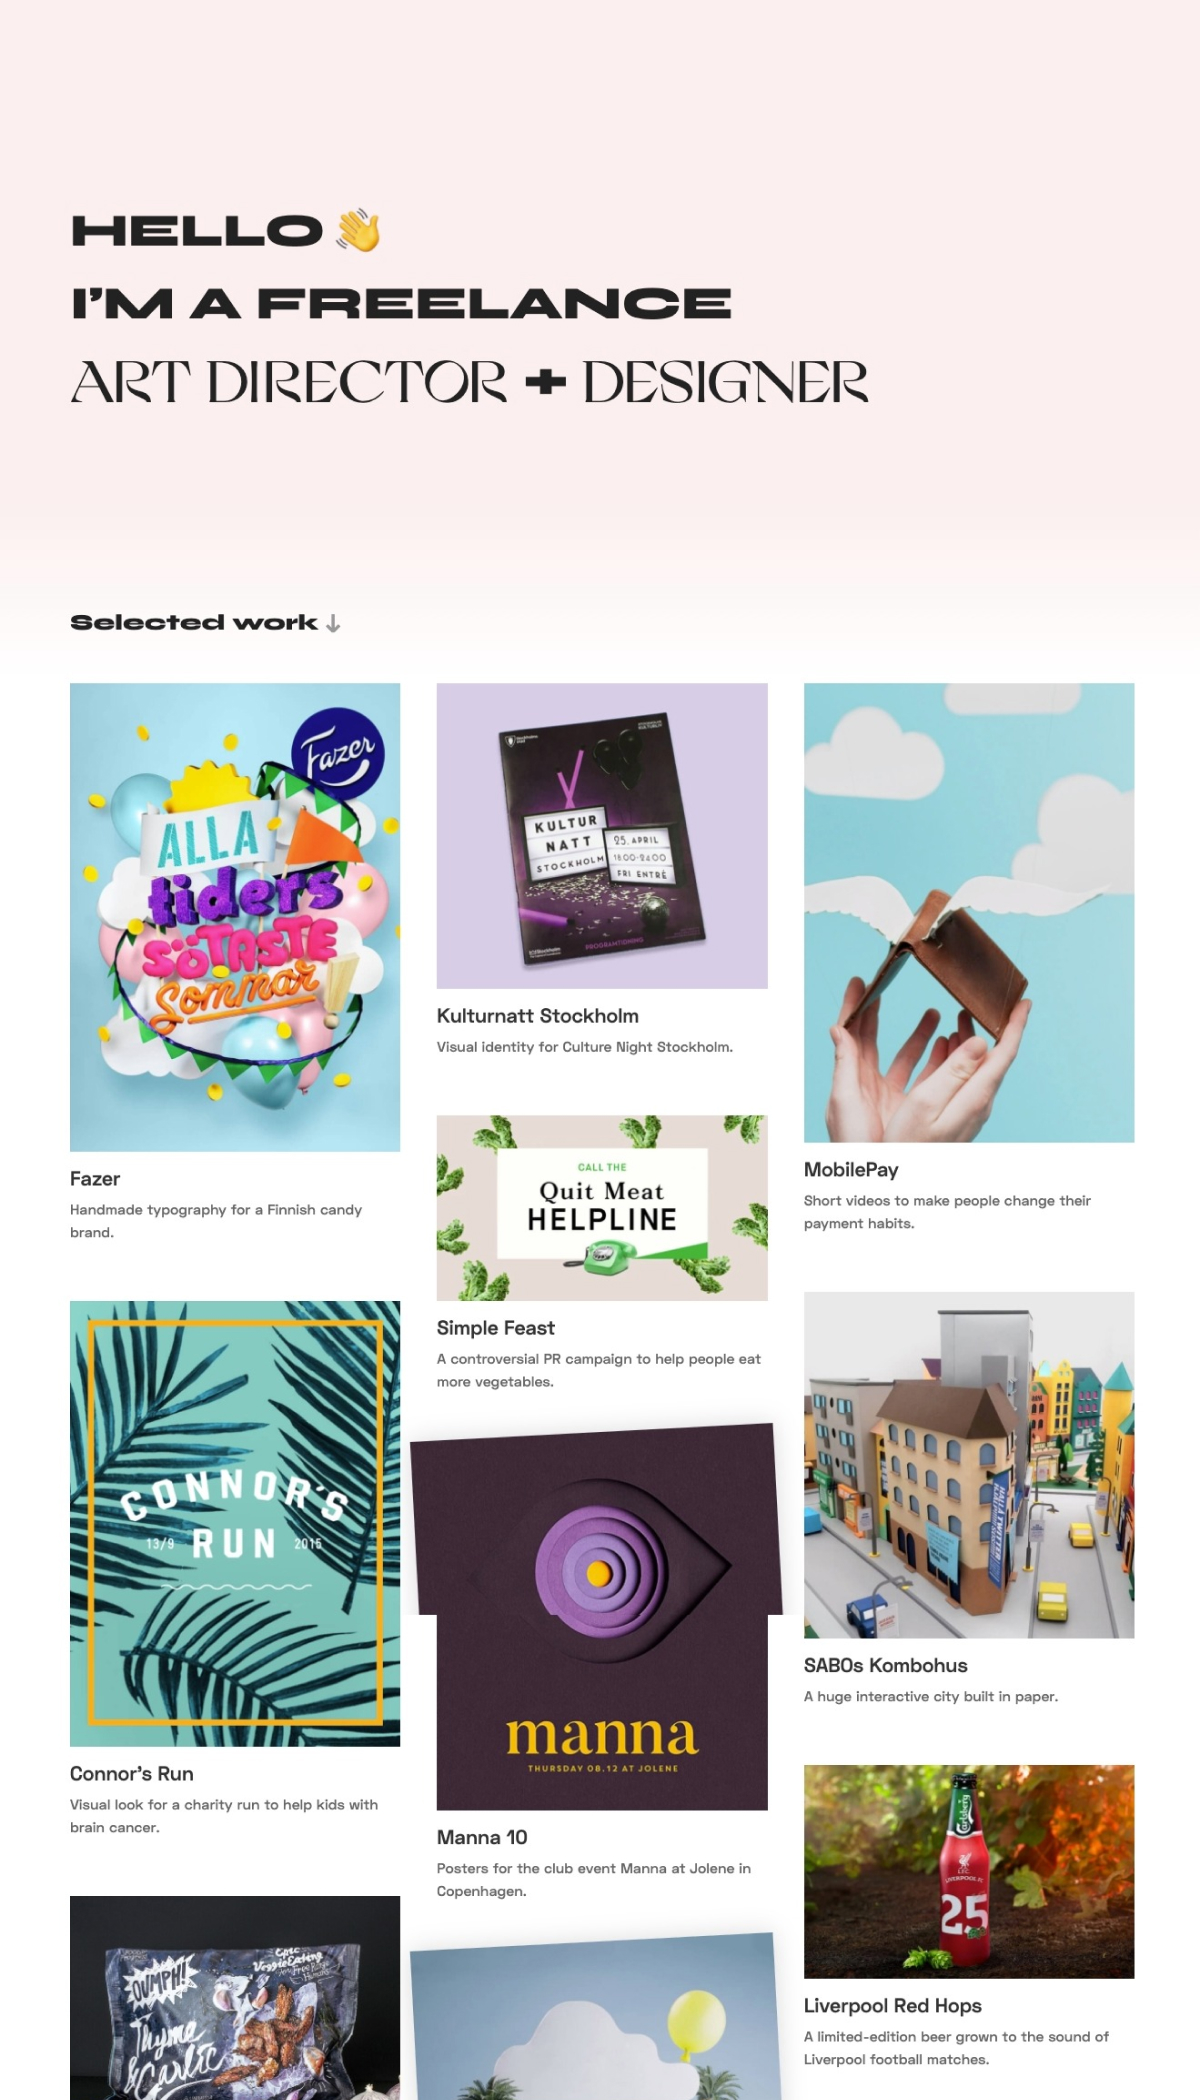 HELLO 👋
I'M A FREELANCE
ART DIRECTOR + DESIGNER
Selected work ↓
Fazer
ALLA
tiders
SÖTASTE
Sommar
Fazer
Handmade typography for a Finnish candy
brand.
KULTUR
NATT
STOCKHOLM
25. APRIL
18:00-24:00
FRI ENTRÉ
PROGRAMTIDNING
Kulturnatt Stockholm
Visual identity for Culture Night Stockholm.
MobilePay
Short videos to make people change their
payment habits.
CALL THE
Quit Meat
HELPLINE
Simple Feast
A controversial PR campaign to help people eat
more vegetables.
CONNOR'S
13/9 RUN 2015
Connor's Run
Visual look for a charity run to help kids with
brain cancer.
manna
THURSDAY 08.12 AT JOLENE
Manna 10
Posters for the club event Manna at Jolene in
Copenhagen.
SABOs Kombohus
A huge interactive city built in paper.
Carlsberg
LIVERPOOL FC
25
Liverpool Red Hops
A limited-edition beer grown to the sound of
Liverpool football matches.
OUMPH!
Thyme
& Garlic